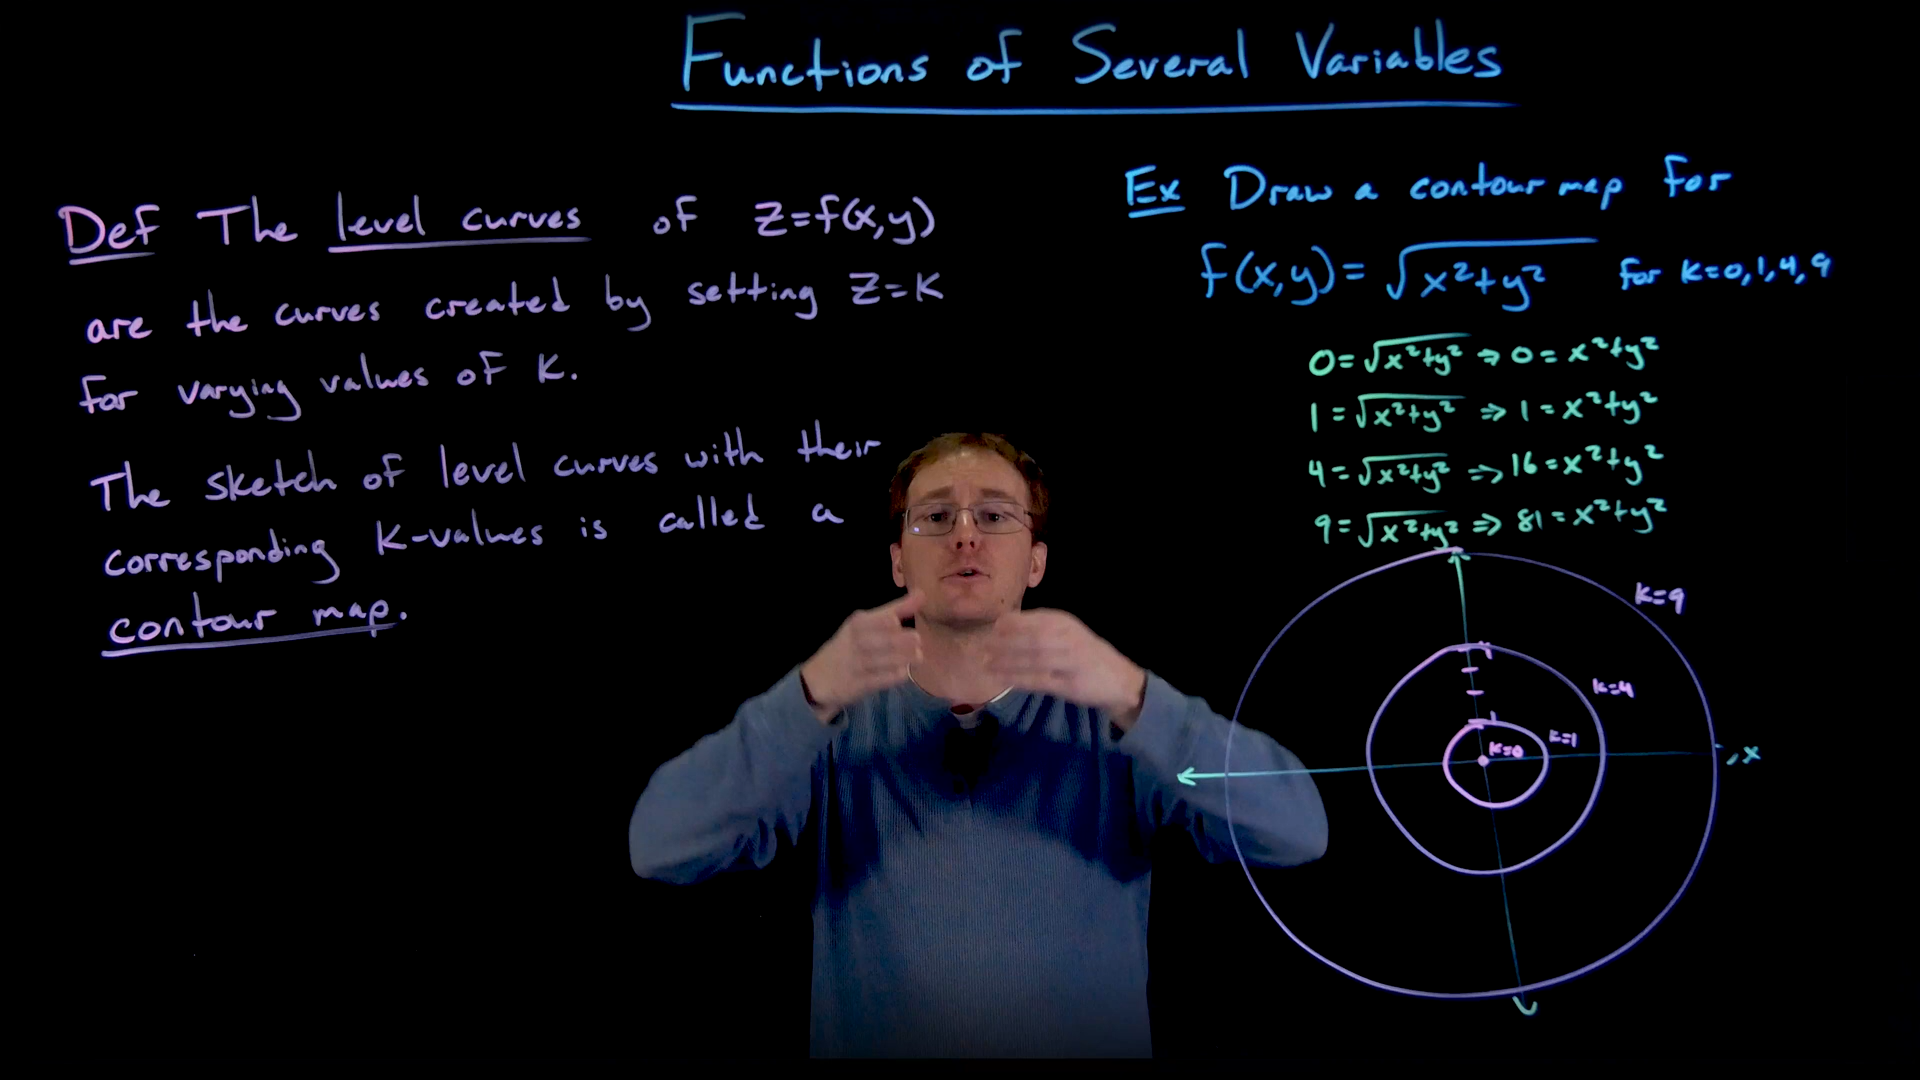 Functions of Several Variables
Def The level curves of z=f(x,y)
are the curves created by setting z=K
for varying values of K.
The sketch of level curves with their
corresponding K-values is called a
contour map.
Ex Draw a contour map for
f(x,y)=√x²+y² for K=0,1,4,9
0=√x²+y² ⇒ 0=x²+y²
1=√x²+y² ⇒ 1=x²+y²
4=√x²+y² ⇒ 16=x²+y²
9=√x²+y² ⇒ 81=x²+y²
K=9
4
K=4
1
K=1
K=0
x